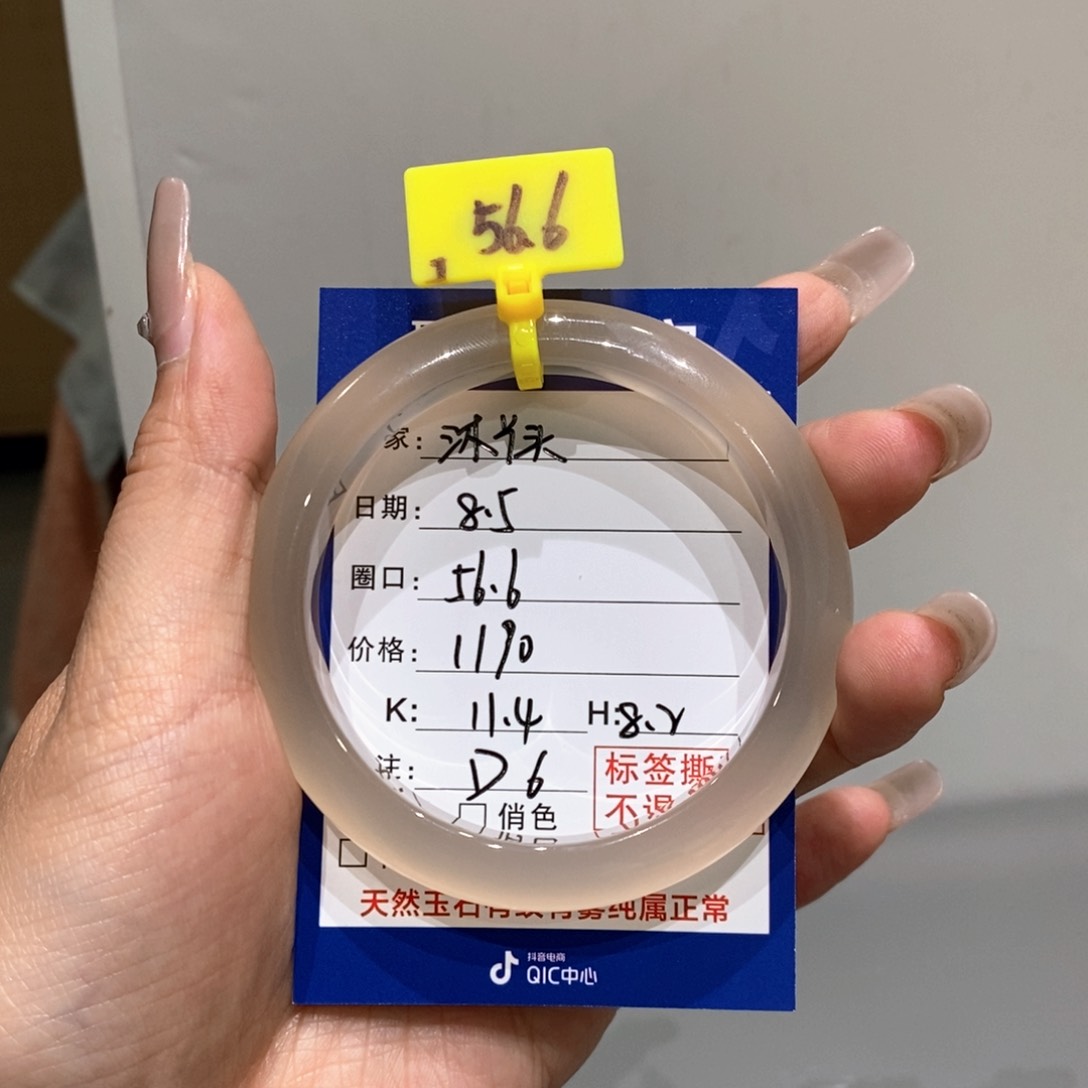 56.6
1
家:
日期: 8.5
圈口: 56.6
价格: 1190
K: 11.4 H:8.2
注: D6
标签撕
不退
俏色
天然玉石有纹有雾纯属正常
抖音电商
QIC中心